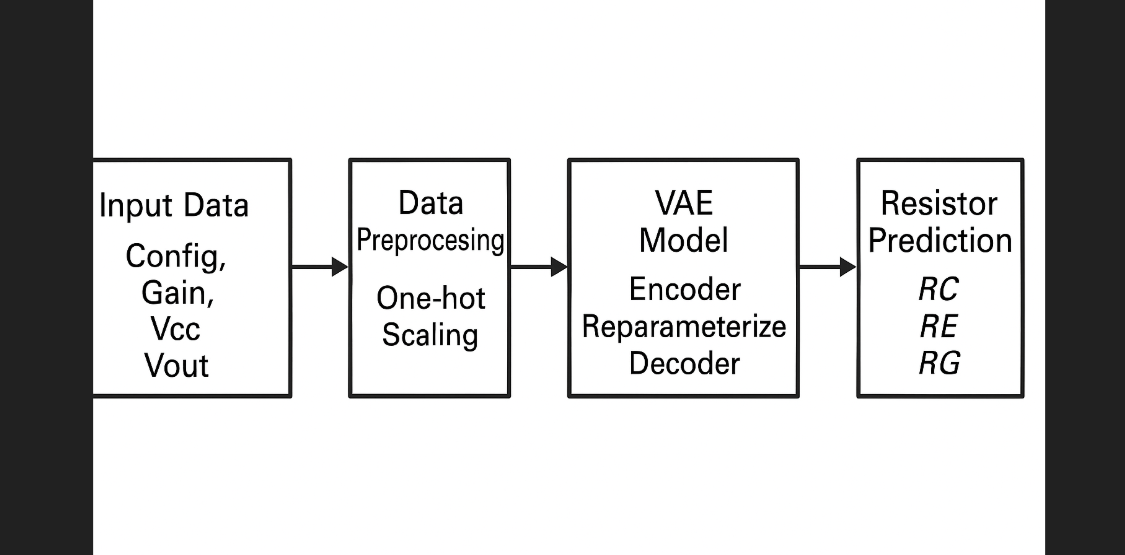 Input Data
Config,
Gain,
Vcc
Vout
Data
Preprocesing
One-hot
Scaling
VAE
Model
Encoder
Reparameterize
Decoder
Resistor
Prediction
RC
RE
RG